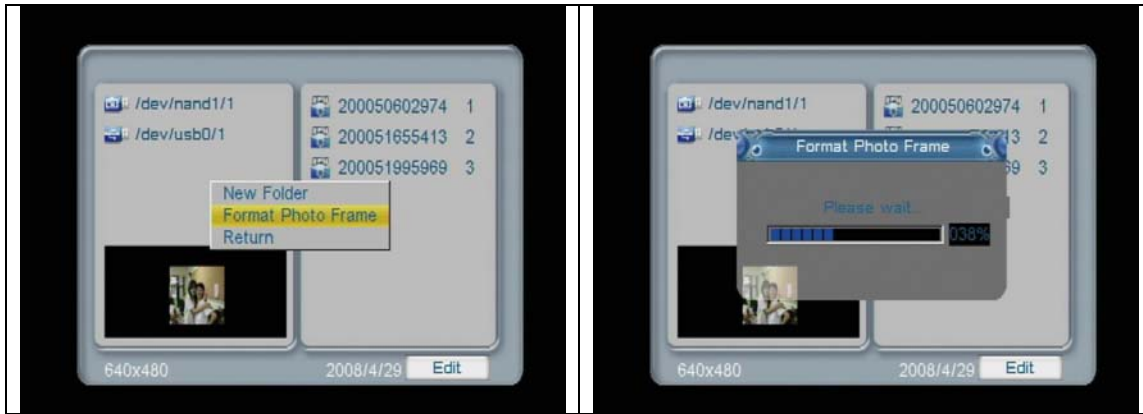 /dev/nand1/1
/dev/usb0/1
200050602974 1
200051655413 2
200051995969 3
New Folder
Format Photo Frame
Return
640x480
2008/4/29 Edit
/dev/nand1/1
200050602974 1
13 2
69 3
Format Photo Frame
Please wait...
038%
640x480
2008/4/29 Edit